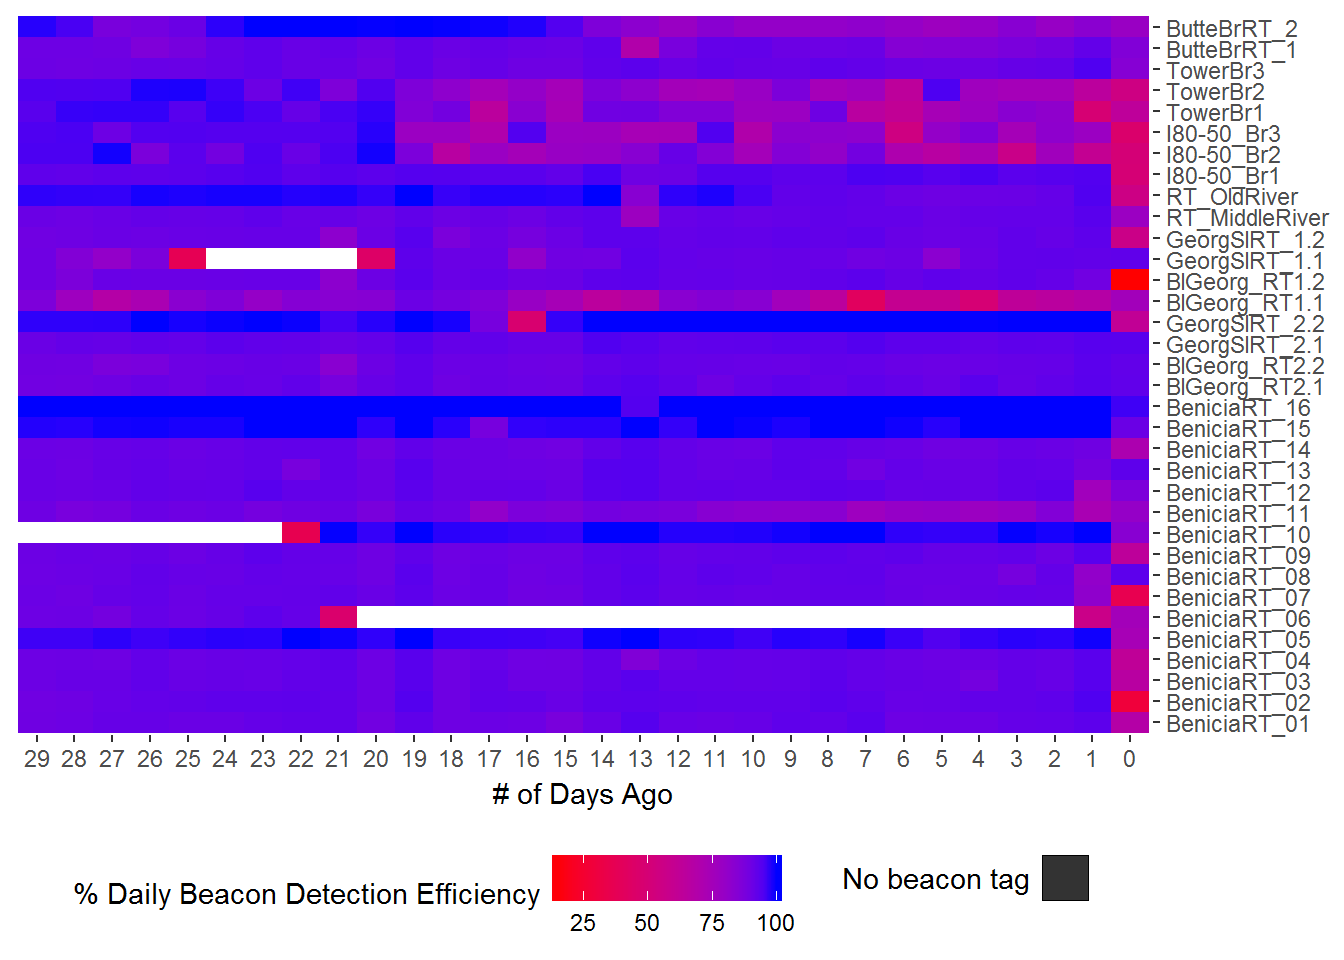 ButteBrRT_2
ButteBrRT_1
TowerBr3
TowerBr2
TowerBr1
I80-50_Br3
I80-50_Br2
I80-50_Br1
RT_OldRiver
RT_MiddleRiver
GeorgSlRT_1.2
GeorgSlRT_1.1
BlGeorg_RT1.2
BlGeorg_RT1.1
GeorgSlRT_2.2
GeorgSlRT_2.1
BlGeorg_RT2.2
BlGeorg_RT2.1
BeniciaRT_16
BeniciaRT_15
BeniciaRT_14
BeniciaRT_13
BeniciaRT_12
BeniciaRT_11
BeniciaRT_10
BeniciaRT_09
BeniciaRT_08
BeniciaRT_07
BeniciaRT_06
BeniciaRT_05
BeniciaRT_04
BeniciaRT_03
BeniciaRT_02
BeniciaRT_01
29 28 27 26 25 24 23 22 21 20 19 18 17 16 15 14 13 12 11 10 9 8 7 6 5 4 3 2 1 0
# of Days Ago
% Daily Beacon Detection Efficiency
25 50 75 100
No beacon tag